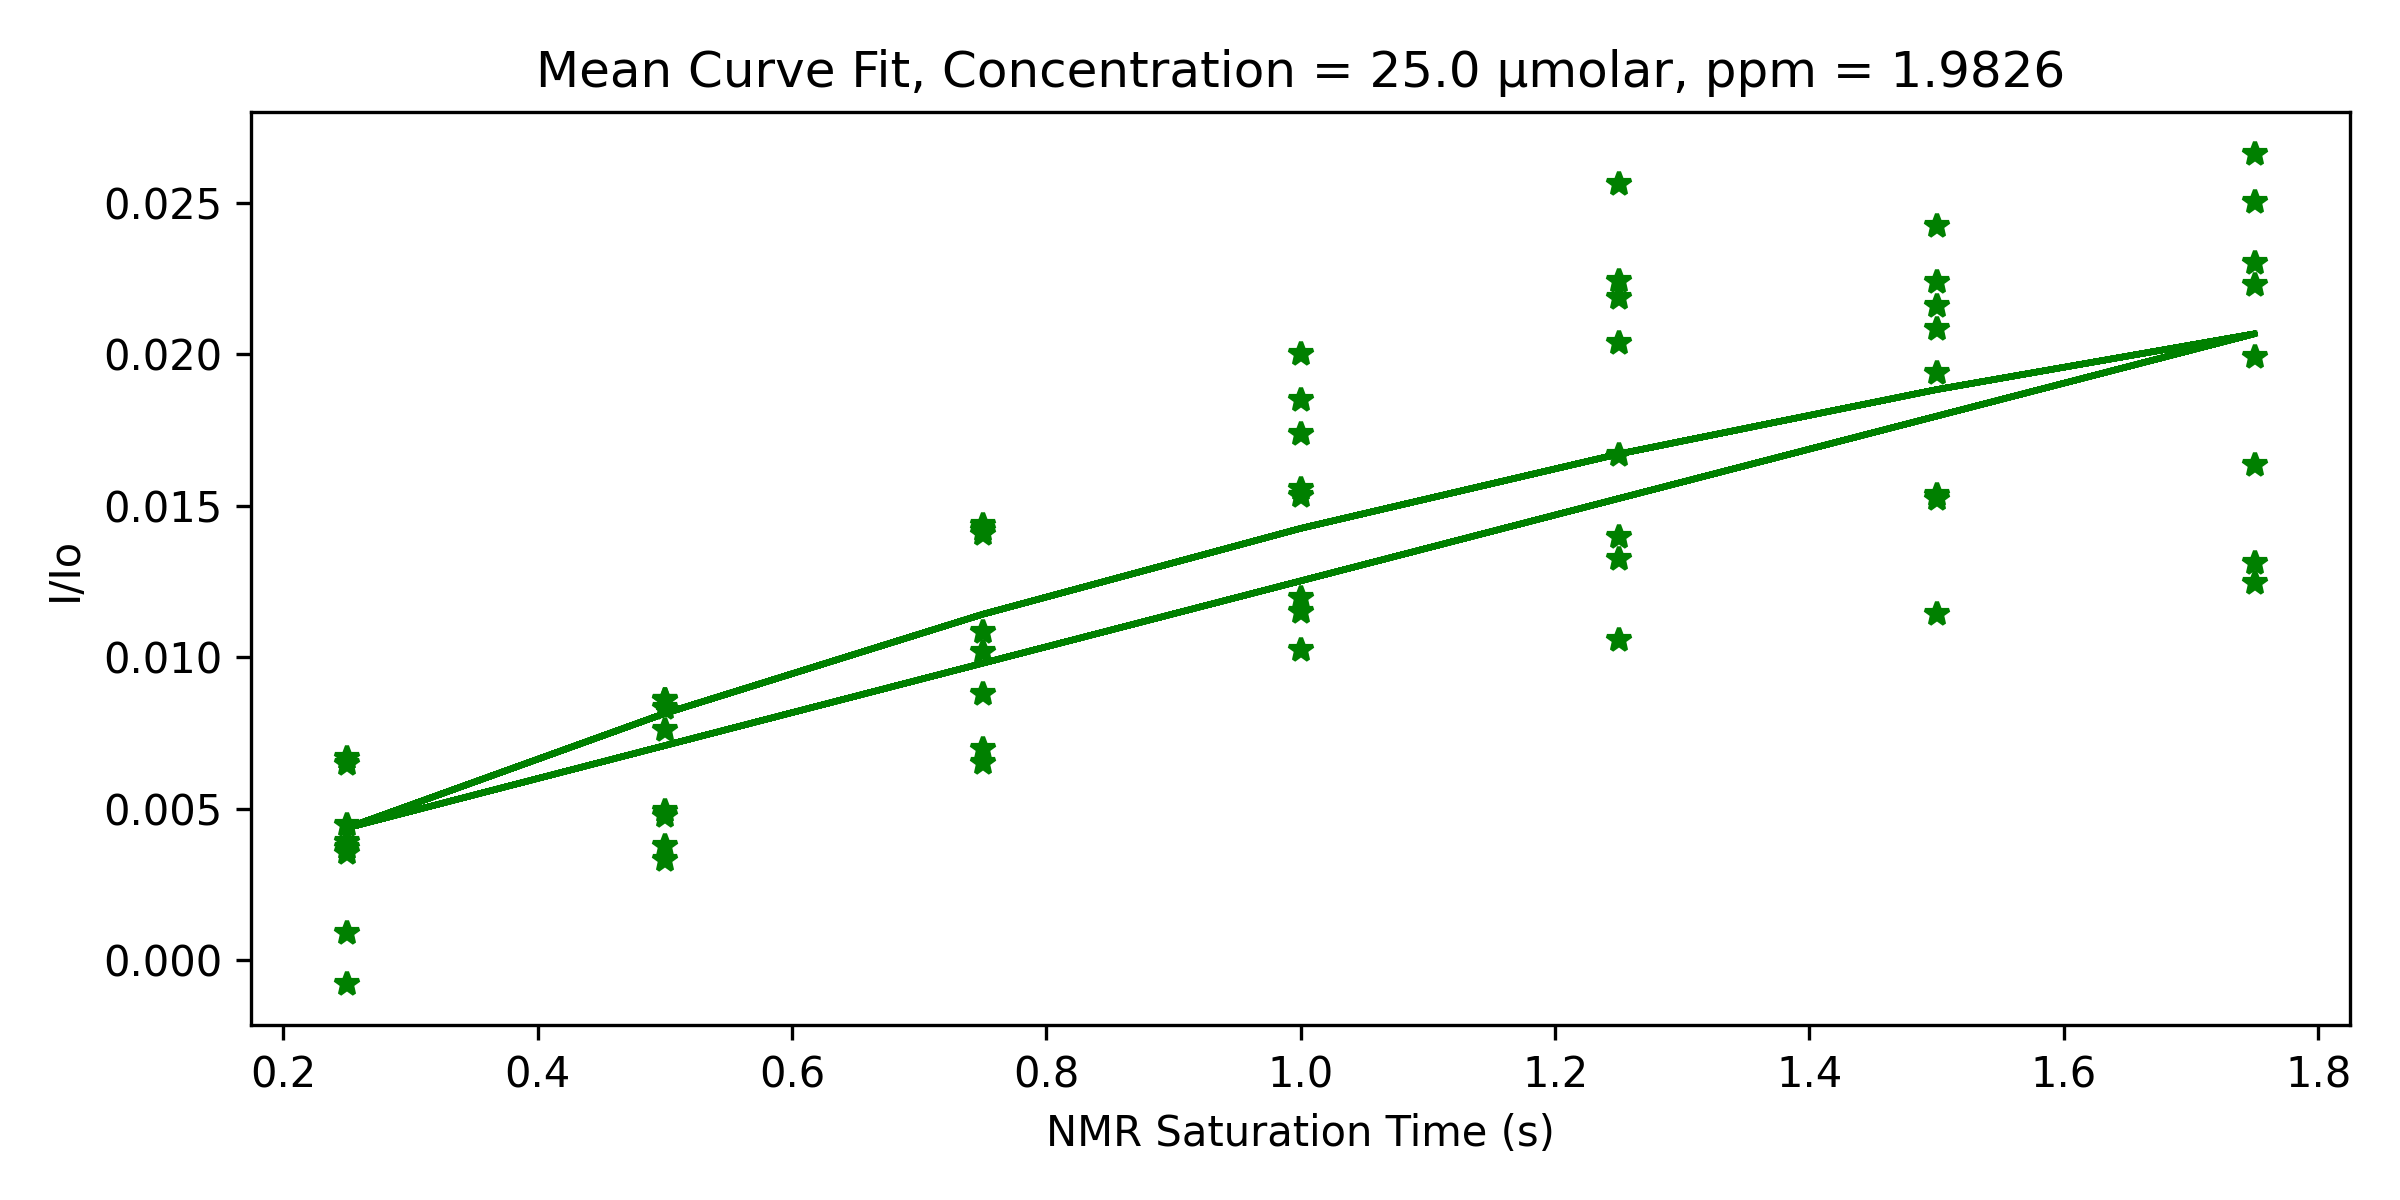 Mean Curve Fit, Concentration = 25.0 μmolar, ppm = 1.9826
0.025
0.020
0.015
0.010
0.005
0.000
I/Io
0.2 0.4 0.6 0.8 1.0 1.2 1.4 1.6 1.8
NMR Saturation Time (s)